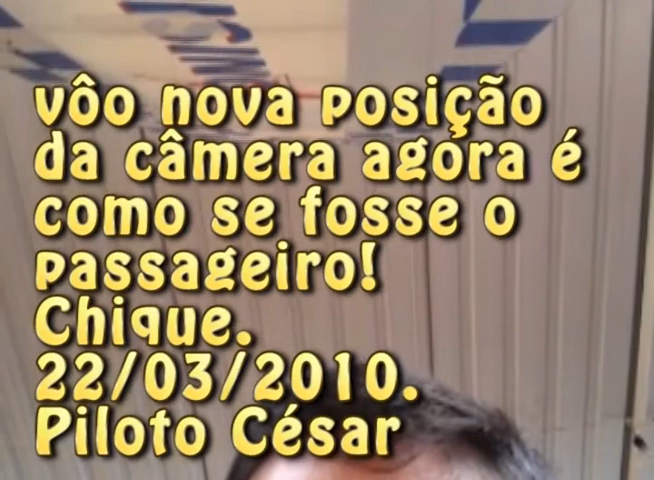 vôo nova posição
da câmera agora é
como se fosse o
passageiro!
Chique.
22/03/2010.
Piloto César